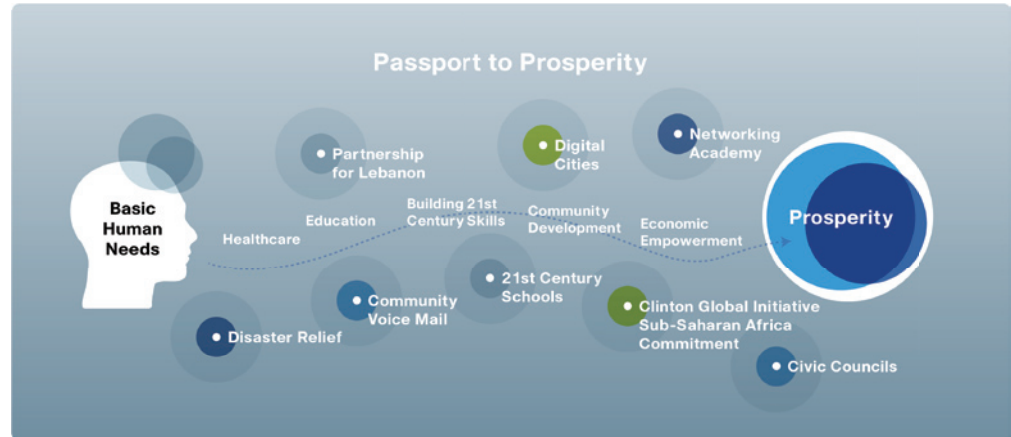 Passport to Prosperity
Partnership
for Lebanon
Digital
Cities
Networking
Academy
Basic
Human
Needs
Healthcare
Education
Building 21st
Century Skills
Community
Development
Economic
Empowerment
Prosperity
Disaster Relief
Community
Voice Mail
21st Century
Schools
Clinton Global Initiative
Sub-Saharan Africa
Commitment
Civic Councils